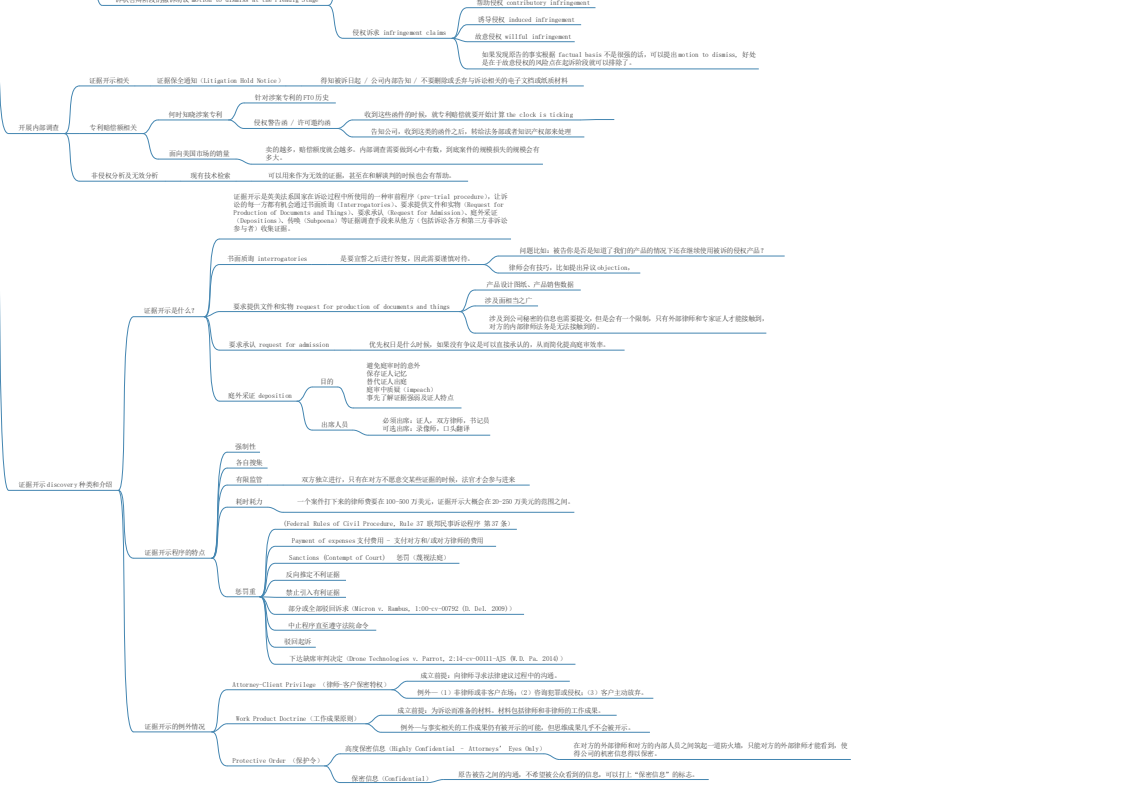 帮助侵权 contributory infringement
诱导侵权 induced infringement
侵权诉求 infringement claims
故意侵权 willful infringement
如果发现原告的事实根据 factual basis 不是很强的话，可以提出motion to dismiss, 好处
是在于故意侵权的风险点在起诉阶段就可以排除了。
证据开示相关
证据保全通知（Litigation Hold Notice）
得知被诉日起 / 公司内部告知 / 不要删除或丢弃与诉讼相关的电子文档或纸质材料
开展内部调查
专利赔偿额相关
何时知晓涉案专利
针对涉案专利的FTO历史
侵权警告函 / 许可邀约函
收到这些函件的时候，就专利赔偿就要开始计算 the clock is ticking
告知公司，收到这类的函件之后，转给法务部或者知识产权部来处理
面向美国市场的销量
卖的越多，赔偿额度就会越多。内部调查需要做到心中有数，到底案件的规模损失的规模会有
多大。
非侵权分析及无效分析
现有技术检索
可以用来作为无效的证据，甚至在和解谈判的时候也会有帮助。
证据开示是英美法系国家在诉讼过程中所使用的一种审前程序（pre-trial procedure），让诉
讼的每一方都有机会通过书面质询（Interrogatories）、要求提供文件和实物（Request for
Production of Documents and Things）、要求承认（Request for Admission）、庭外采证
（Depositions）、传唤（Subpoena）等证据调查手段来从他方（包括诉讼各方和第三方非诉讼
参与者）收集证据。
证据开示是什么？
书面质询 interrogatories
是要宣誓之后进行答复，因此需要谨慎对待。
问题比如：被告你是否是知道了我们的产品的情况下还在继续使用被诉的侵权产品？
律师会有技巧，比如提出异议objection。
要求提供文件和实物 request for production of documents and things
产品设计图纸、产品销售数据
涉及面相当之广
涉及到公司秘密的信息也需要提交，但是会有一个限制，只有外部律师和专家证人才能接触到，
对方的内部律师法务是无法接触到的。
要求承认 request for admission
优先权日是什么时候，如果没有争议是可以直接承认的，从而简化提高庭审效率。
庭外采证 deposition
目的
避免庭审时的意外
保存证人记忆
替代证人出庭
庭审中质疑（impeach）
事先了解证据强弱及证人特点
出席人员
必须出席：证人，双方律师，书记员
可选出席：录像师，口头翻译
证据开示discovery种类和介绍
证据开示程序的特点
强制性
各自搜集
有限监管
双方独立进行，只有在对方不愿意交某些证据的时候，法官才会参与进来
耗时耗力
一个案件打下来的律师费要在100-500万美元，证据开示大概会在20-250万美元的范围之间。
惩罚重
（Federal Rules of Civil Procedure, Rule 37 联邦民事诉讼程序 第37条）
Payment of expenses支付费用 - 支付对方和/或对方律师的费用
Sanctions (Contempt of Court) 惩罚（蔑视法庭）
反向推定不利证据
禁止引入有利证据
部分或全部驳回诉求（Micron v. Rambus, 1:00-cv-00792 (D. Del. 2009)）
中止程序直至遵守法院命令
驳回起诉
下达缺席审判决定（Drone Technologies v. Parrot, 2:14-cv-00111-AJS (W.D. Pa. 2014)）
证据开示的例外情况
Attorney-Client Privilege （律师-客户保密特权）
成立前提：向律师寻求法律建议过程中的沟通。
例外—（1）非律师或非客户在场；（2）咨询犯罪或侵权；（3）客户主动放弃。
Work Product Doctrine（工作成果原则）
成立前提：为诉讼而准备的材料。材料包括律师和非律师的工作成果。
例外—与事实相关的工作成果仍有被开示的可能，但思维成果几乎不会被开示。
Protective Order （保护令）
高度保密信息（Highly Confidential – Attorneys’ Eyes Only）
在对方的外部律师和对方的内部人员之间筑起一道防火墙，只能对方的外部律师才能看到，使
得公司的机密信息得以保密。
保密信息（Confidential）
原告被告之间的沟通，不希望被公众看到的信息，可以打上“保密信息”的标志。